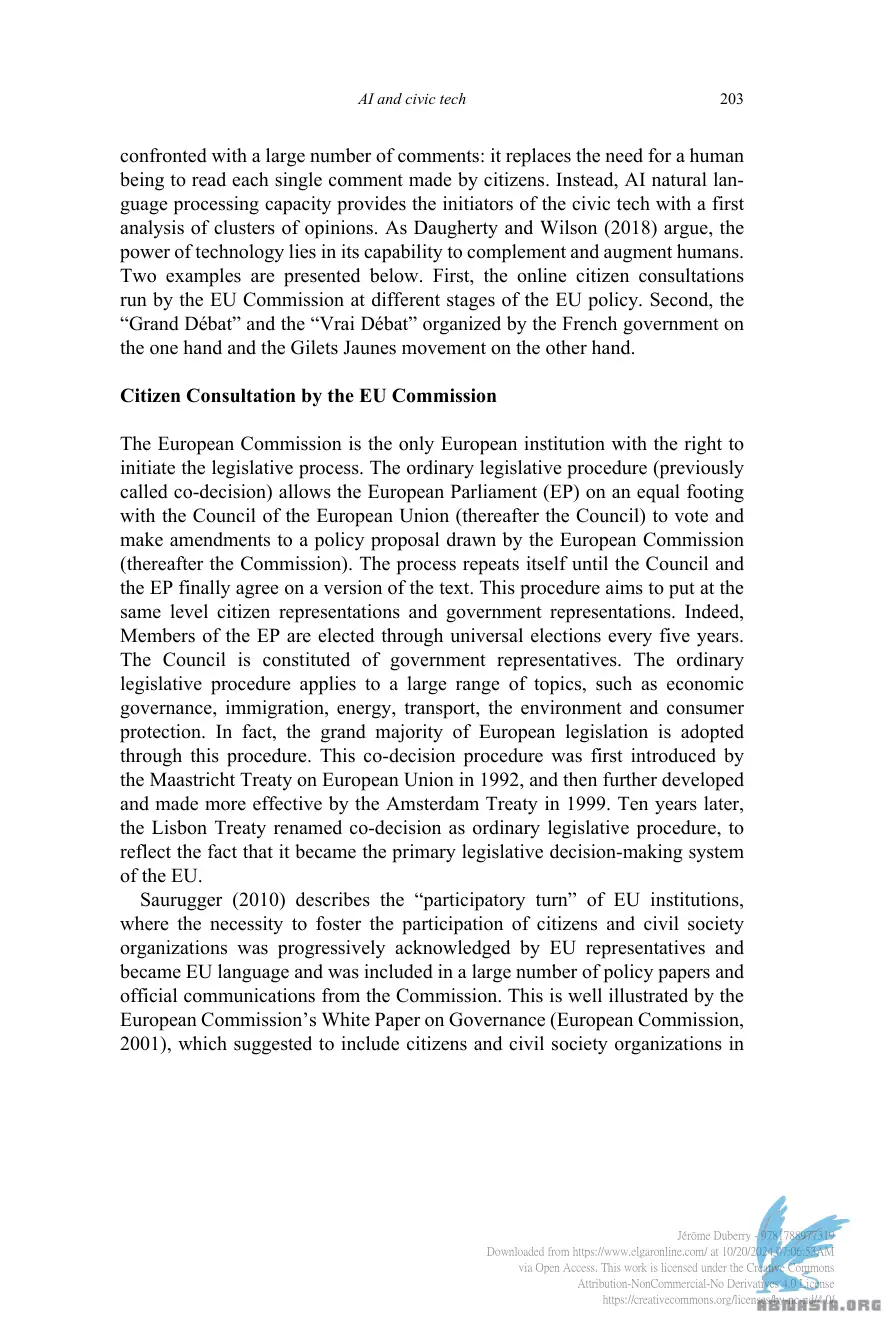 AI and civic tech 203
confronted with a large number of comments: it replaces the need for a human
being to read each single comment made by citizens. Instead, AI natural lan-
guage processing capacity provides the initiators of the civic tech with a first
analysis of clusters of opinions. As Daugherty and Wilson (2018) argue, the
power of technology lies in its capability to complement and augment humans.
Two examples are presented below. First, the online citizen consultations
run by the EU Commission at different stages of the EU policy. Second, the
“Grand Débat” and the “Vrai Débat” organized by the French government on
the one hand and the Gilets Jaunes movement on the other hand.
Citizen Consultation by the EU Commission
The European Commission is the only European institution with the right to
initiate the legislative process. The ordinary legislative procedure (previously
called co-decision) allows the European Parliament (EP) on an equal footing
with the Council of the European Union (thereafter the Council) to vote and
make amendments to a policy proposal drawn by the European Commission
(thereafter the Commission). The process repeats itself until the Council and
the EP finally agree on a version of the text. This procedure aims to put at the
same level citizen representations and government representations. Indeed,
Members of the EP are elected through universal elections every five years.
The Council is constituted of government representatives. The ordinary
legislative procedure applies to a large range of topics, such as economic
governance, immigration, energy, transport, the environment and consumer
protection. In fact, the grand majority of European legislation is adopted
through this procedure. This co-decision procedure was first introduced by
the Maastricht Treaty on European Union in 1992, and then further developed
and made more effective by the Amsterdam Treaty in 1999. Ten years later,
the Lisbon Treaty renamed co-decision as ordinary legislative procedure, to
reflect the fact that it became the primary legislative decision-making system
of the EU.
Saurugger (2010) describes the “participatory turn” of EU institutions,
where the necessity to foster the participation of citizens and civil society
organizations was progressively acknowledged by EU representatives and
became EU language and was included in a large number of policy papers and
official communications from the Commission. This is well illustrated by the
European Commission’s White Paper on Governance (European Commission,
2001), which suggested to include citizens and civil society organizations in
Jérôme Duberry - 9781788977319
Downloaded from https://www.elgaronline.com/ at 10/20/2024 07:06:53AM
via Open Access. This work is licensed under the Creative Commons
Attribution-NonCommercial-No Derivatives 4.0 License
https://creativecommons.org/licenses/by-nc-nd/4.0/
ABTNASIA.ORG